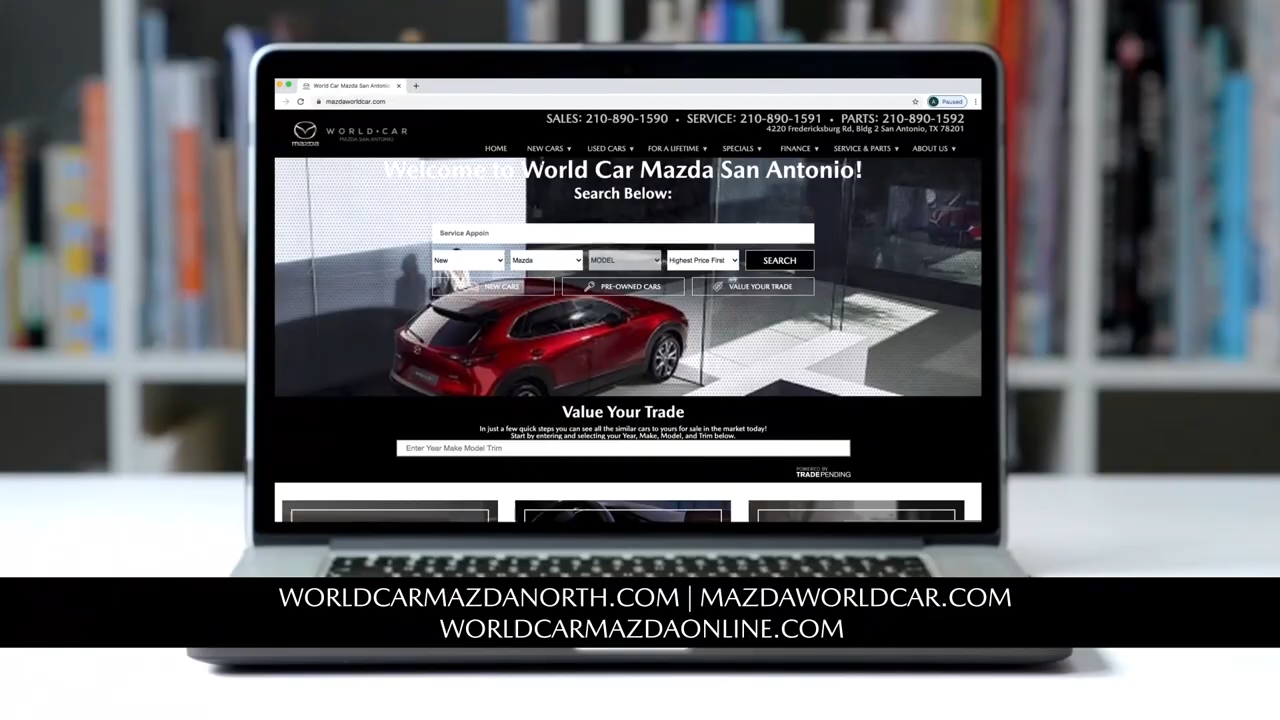 World Car Mazda San Antonio
mazdaworldcar.com
Paused
SALES: 210-890-1590 • SERVICE: 210-890-1591 • PARTS: 210-890-1592
4220 Fredericksburg Rd, Bldg 2 San Antonio, TX 78201
mazda
WORLD•CAR
MAZDA SAN ANTONIO
HOME NEW CARS USED CARS FOR A LIFETIME SPECIALS FINANCE SERVICE & PARTS ABOUT US
Welcome to World Car Mazda San Antonio!
Search Below:
Service Appoin
New Mazda MODEL Highest Price First SEARCH
NEW CARS PRE-OWNED CARS VALUE YOUR TRADE
Value Your Trade
In just a few quick steps you can see all the similar cars to yours for sale in the market today!
Start by entering and selecting your Year, Make, Model, and Trim below.
Enter Year Make Model Trim
POWERED BY
TRADEPENDING
WORLDCARMAZDANORTH.COM | MAZDAWORLDCAR.COM
WORLDCARMAZDAONLINE.COM